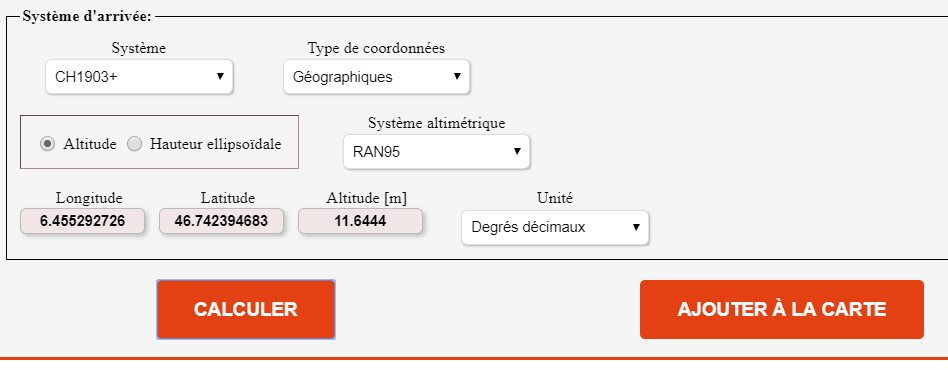 Système d'arrivée:
Système Type de coordonnées
CH1903+ Géographiques
Système altimétrique
Altitude Hauteur ellipsoïdale
RAN95
Longitude Latitude Altitude [m] Unité
6.455292726 46.742394683 11.6444 Degrés décimaux
CALCULER AJOUTER À LA CARTE